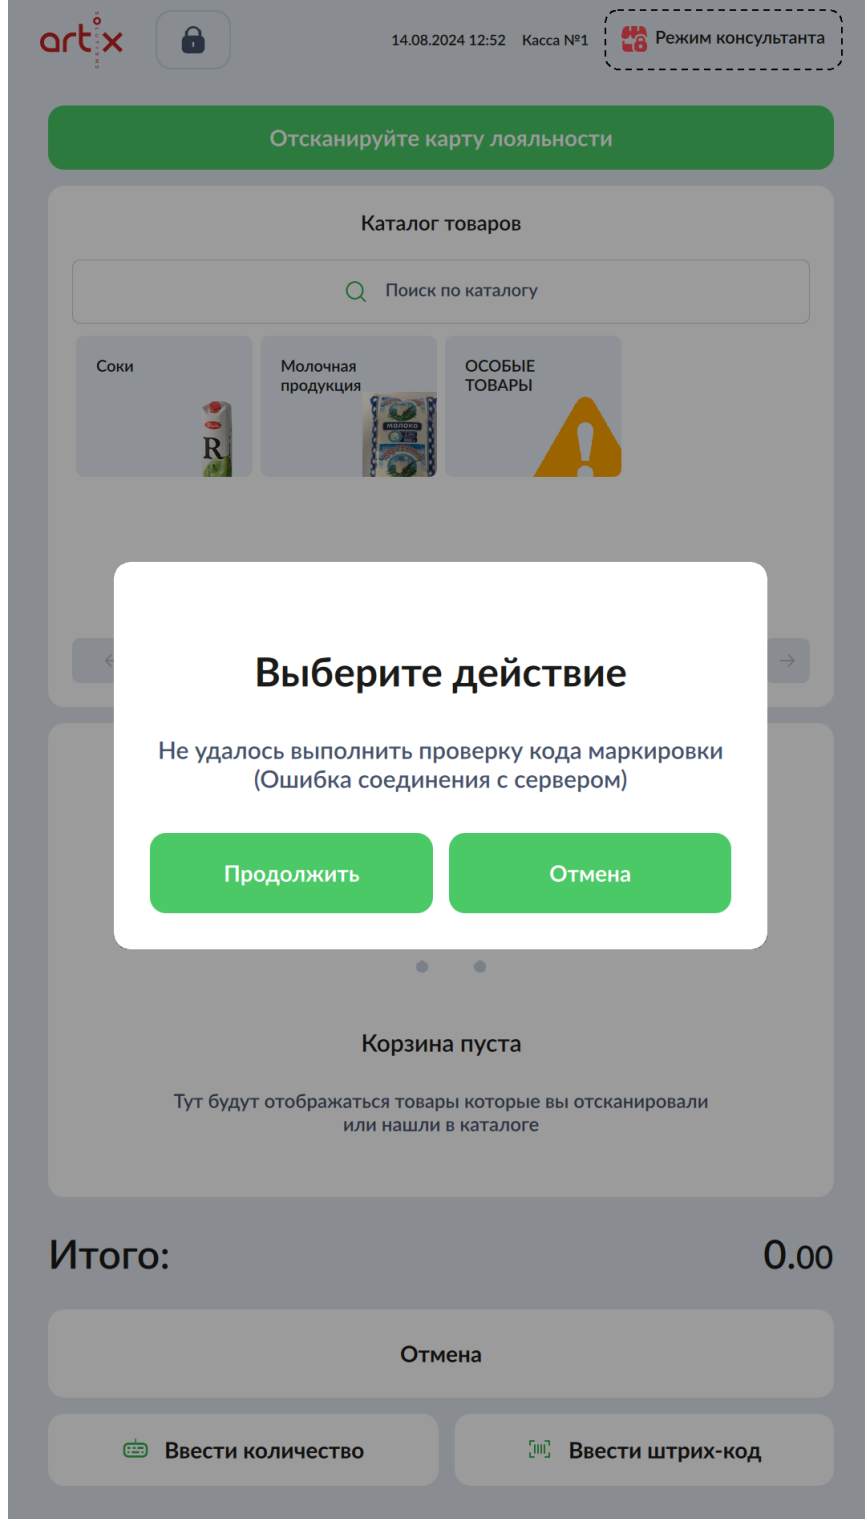 artix
SOLUTIONS
14.08.2024 12:52 Касса №1 Режим консультанта
Отсканируйте карту лояльности
Каталог товаров
Поиск по каталогу
Соки
Молочная
продукция
ОСОБЫЕ
ТОВАРЫ
R
МОЛОКО
Выберите действие
Не удалось выполнить проверку кода маркировки
(Ошибка соединения с сервером)
Продолжить Отмена
Корзина пуста
Тут будут отображаться товары которые вы отсканировали
или нашли в каталоге
Итого: 0.00
Отмена
Ввести количество Ввести штрих-код